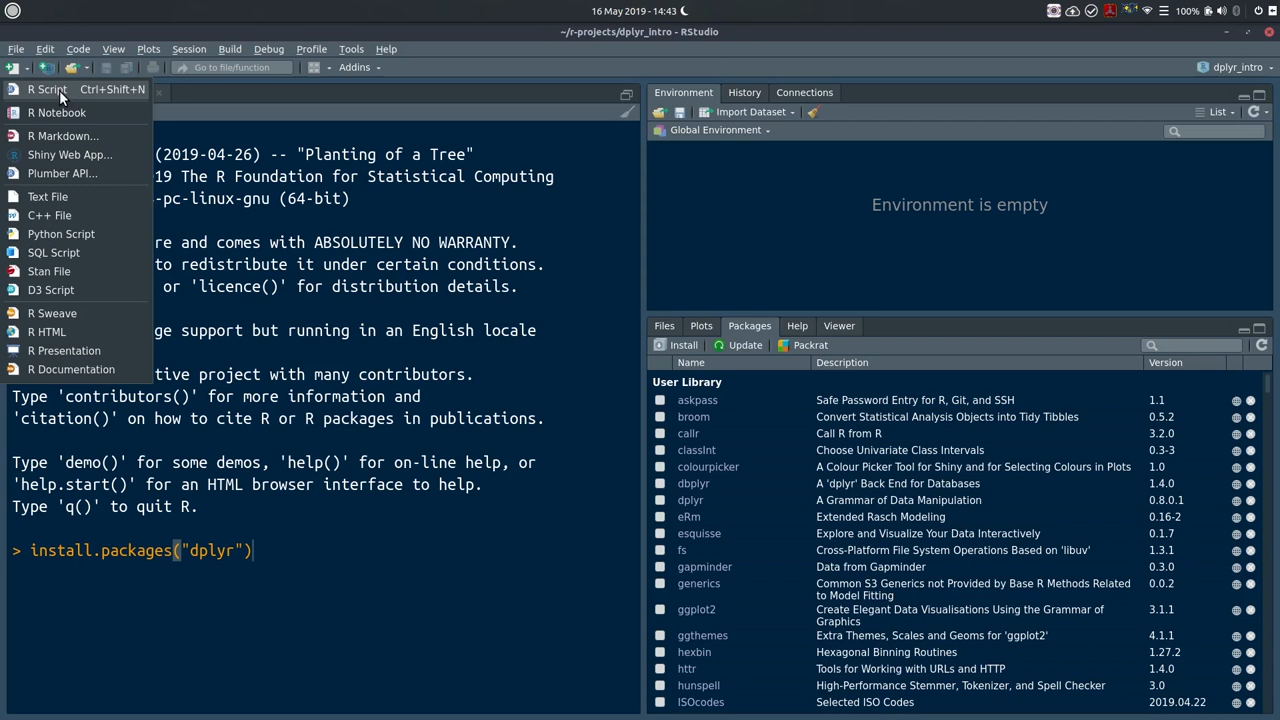 16 May 2019 - 14:43
100%
~/r-projects/dplyr_intro - RStudio
File Edit Code View Plots Session Build Debug Profile Tools Help
Go to file/function
Addins
dplyr_intro
R Script Ctrl+Shift+N
R Notebook
R Markdown...
Shiny Web App...
Plumber API...
Text File
C++ File
Python Script
SQL Script
Stan File
D3 Script
R Sweave
R HTML
R Presentation
R Documentation
(2019-04-26) -- "Planting of a Tree"
19 The R Foundation for Statistical Computing
-pc-linux-gnu (64-bit)
re and comes with ABSOLUTELY NO WARRANTY.
to redistribute it under certain conditions.
or 'licence()' for distribution details.
ge support but running in an English locale
tive project with many contributors.
Type 'contributors()' for more information and
'citation()' on how to cite R or R packages in publications.
Type 'demo()' for some demos, 'help()' for on-line help, or
'help.start()' for an HTML browser interface to help.
Type 'q()' to quit R.
> install.packages("dplyr")
Environment History Connections
Import Dataset
List
Global Environment
Environment is empty
Files Plots Packages Help Viewer
Install Update Packrat
Name Description Version
User Library
askpass Safe Password Entry for R, Git, and SSH 1.1
broom Convert Statistical Analysis Objects into Tidy Tibbles 0.5.2
callr Call R from R 3.2.0
classInt Choose Univariate Class Intervals 0.3-3
colourpicker A Colour Picker Tool for Shiny and for Selecting Colours in Plots 1.0
dbplyr A 'dplyr' Back End for Databases 1.4.0
dplyr A Grammar of Data Manipulation 0.8.0.1
eRm Extended Rasch Modeling 0.16-2
esquisse Explore and Visualize Your Data Interactively 0.1.7
fs Cross-Platform File System Operations Based on 'libuv' 1.3.1
gapminder Data from Gapminder 0.3.0
generics Common S3 Generics not Provided by Base R Methods Related 0.0.2
to Model Fitting
ggplot2 Create Elegant Data Visualisations Using the Grammar of 3.1.1
Graphics
ggthemes Extra Themes, Scales and Geoms for 'ggplot2' 4.1.1
hexbin Hexagonal Binning Routines 1.27.2
httr Tools for Working with URLs and HTTP 1.4.0
hunspell High-Performance Stemmer, Tokenizer, and Spell Checker 3.0
ISOcodes Selected ISO Codes 2019.04.22